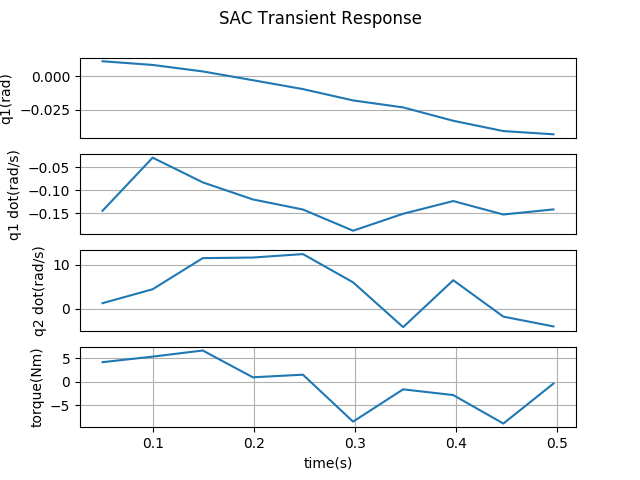 SAC Transient Response
0.000
−0.025
q1(rad)
−0.05
−0.10
−0.15
q1 dot(rad/s)
10
0
q2 dot(rad/s)
5
0
−5
torque(Nm)
0.1 0.2 0.3 0.4 0.5
time(s)